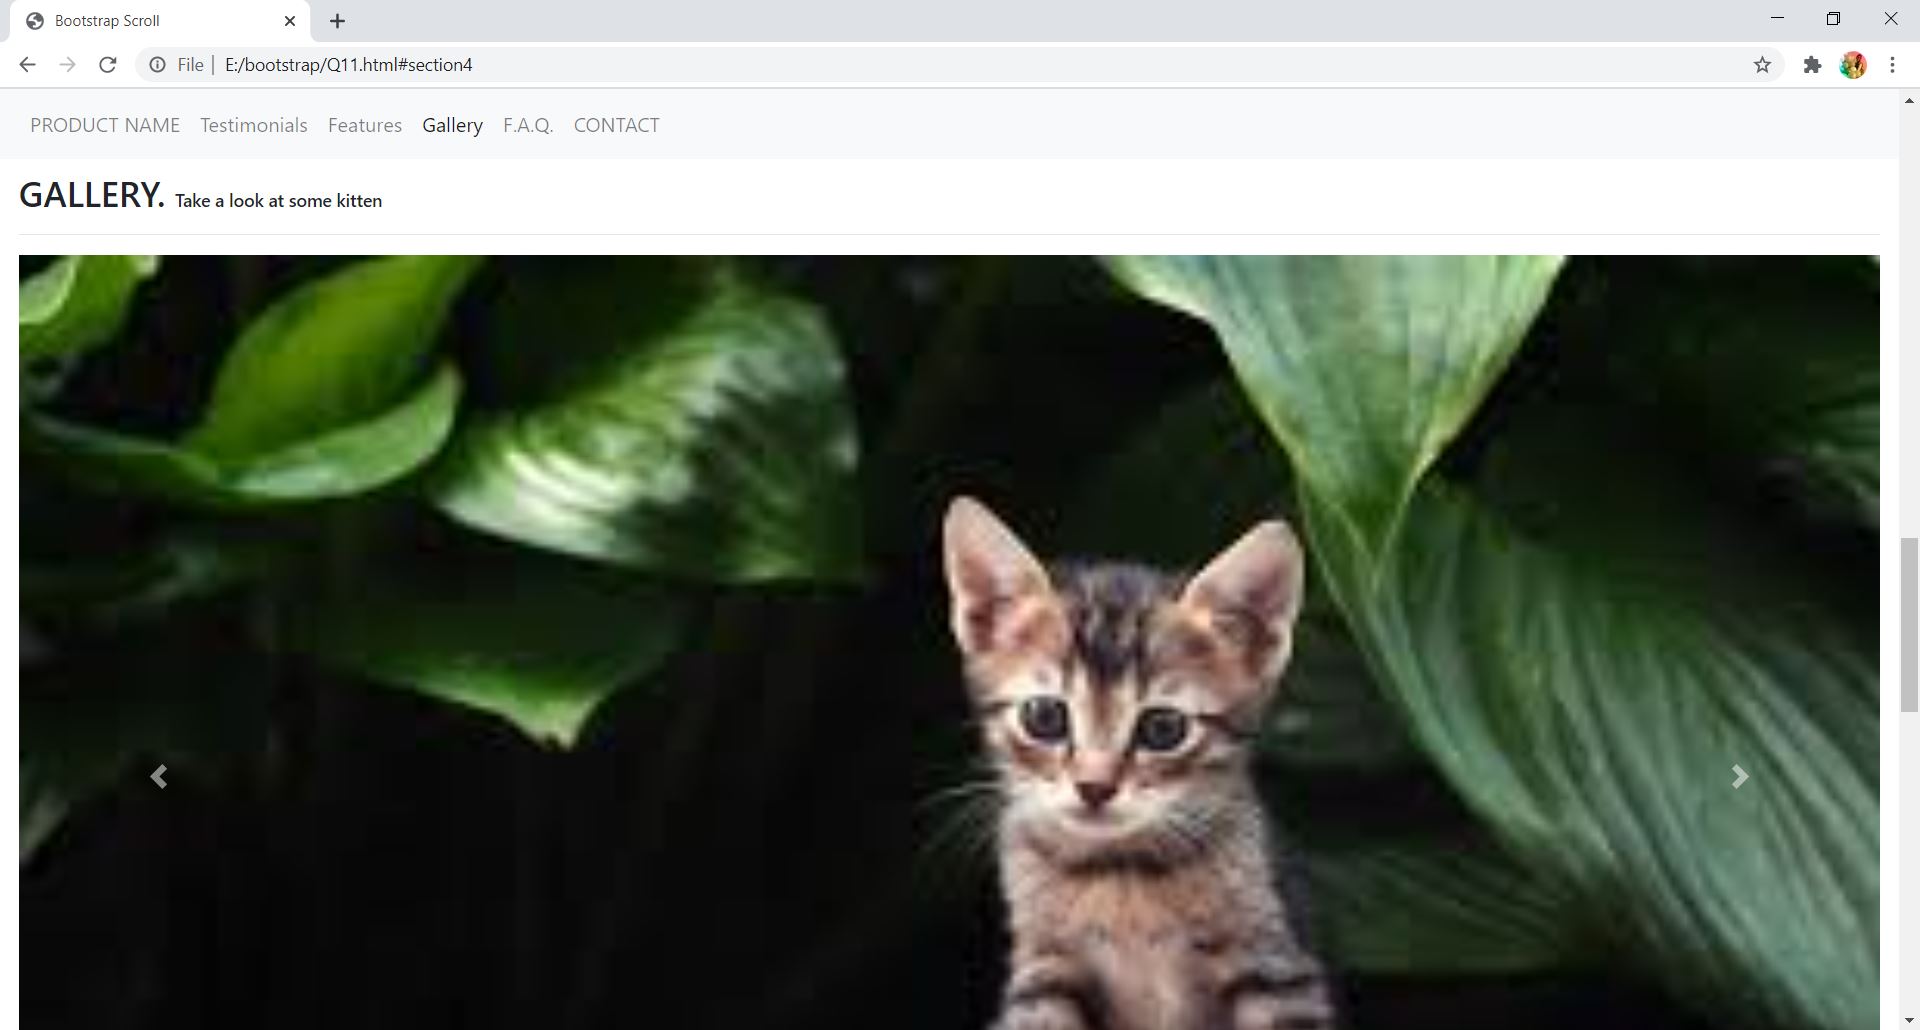 Bootstrap Scroll
File | E:/bootstrap/Q11.html#section4
PRODUCT NAME Testimonials Features Gallery F.A.Q. CONTACT
GALLERY. Take a look at some kitten